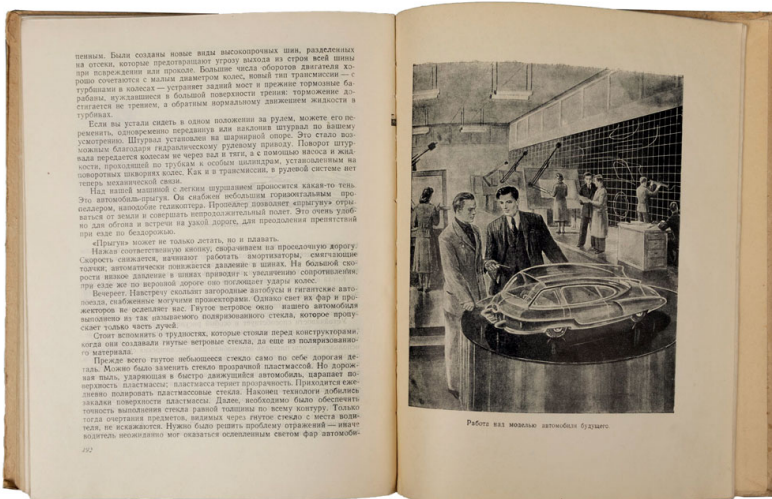 пенным. Были созданы новые виды высокопрочных шин, разделенных
на отсеки, которые предотвращают угрозу выхода из строя всей шины
при повреждении или проколе. Большие числа оборотов двигателя хо-
рошо сочетаются с малым диаметром колес, новый тип трансмиссии — с
турбинами в колесах — устраняет задний мост и прежние тормозные ба-
рабаны, нуждавшиеся в большой поверхности трения: торможение до-
стигается не трением, а обратным нормальному движением жидкости в
турбинах.
Если вы устали сидеть в одном положении за рулем, можете его пе-
ременить, одновременно передвинув или наклонив штурвал по вашему
усмотрению. Штурвал установлен на шарнирной опоре. Это стало воз-
можным благодаря гидравлическому рулевому приводу. Поворот штур-
вала передается колесам не через вал и тяги, а с помощью насоса и жид-
кости, проходящей по трубкам к особым цилиндрам, установленным на
поворотных шкворнях колес. Как и в трансмиссии, в рулевой системе нет
теперь механической связи.
Над нашей машиной с легким шуршанием проносится какая-то тень.
Это автомобиль-прыгун. Он снабжен небольшим горизонтальным про-
пеллером, наподобие геликоптера. Пропеллер позволяет «прыгуну» отры-
ваться от земли и совершать непродолжительный полет. Это очень удоб-
но для обгона и встречи на узкой дороге, для преодоления препятствий
при езде по бездорожью.
«Прыгун» может не только летать, но и плавать.
Нажав соответственную кнопку, сворачиваем на проселочную дорогу.
Скорость снижается, начинают работать амортизаторы, смягчающие
толчки; автоматически понижается давление в шинах. На большой ско-
рости низкое давление в шинах приводит к увеличению сопротивления;
при езде же по неровной дороге оно поглощает удары колес.
Вечереет. Навстречу скользят загородные автобусы и гигантские авто-
поезда, снабженные могучими прожекторами. Однако свет их фар и про-
жекторов не ослепляет нас. Гнутое ветровое окно нашего автомобиля
выполнено из так называемого поляризованного стекла, которое пропу-
скает только часть лучей.
Стоит вспомнить о трудностях, которые стояли перед конструкторами,
когда они создавали гнутые ветровые стекла, да еще из поляризованно-
го материала.
Прежде всего гнутое небьющееся стекло само по себе дорогая де-
таль. Можно было заменить стекло прозрачной пластмассой. Но дорож-
ная пыль, ударяющая в быстро движущийся автомобиль, царапает по-
верхность пластмассы; пластмасса теряет прозрачность. Приходится еже-
дневно полировать пластмассовые стекла. Наконец технологи добились
закалки поверхности пластмассы. Далее, необходимо было обеспечить
точность выполнения стекла равной толщины по всему контуру. Только
тогда очертания предметов, видимых через гнутое стекло с места води-
теля, не искажаются. Нужно было решить проблему отражений — иначе
водитель неожиданно мог оказаться ослепленным светом фар автомоби-
192
Работа над моделью автомобиля будущего.